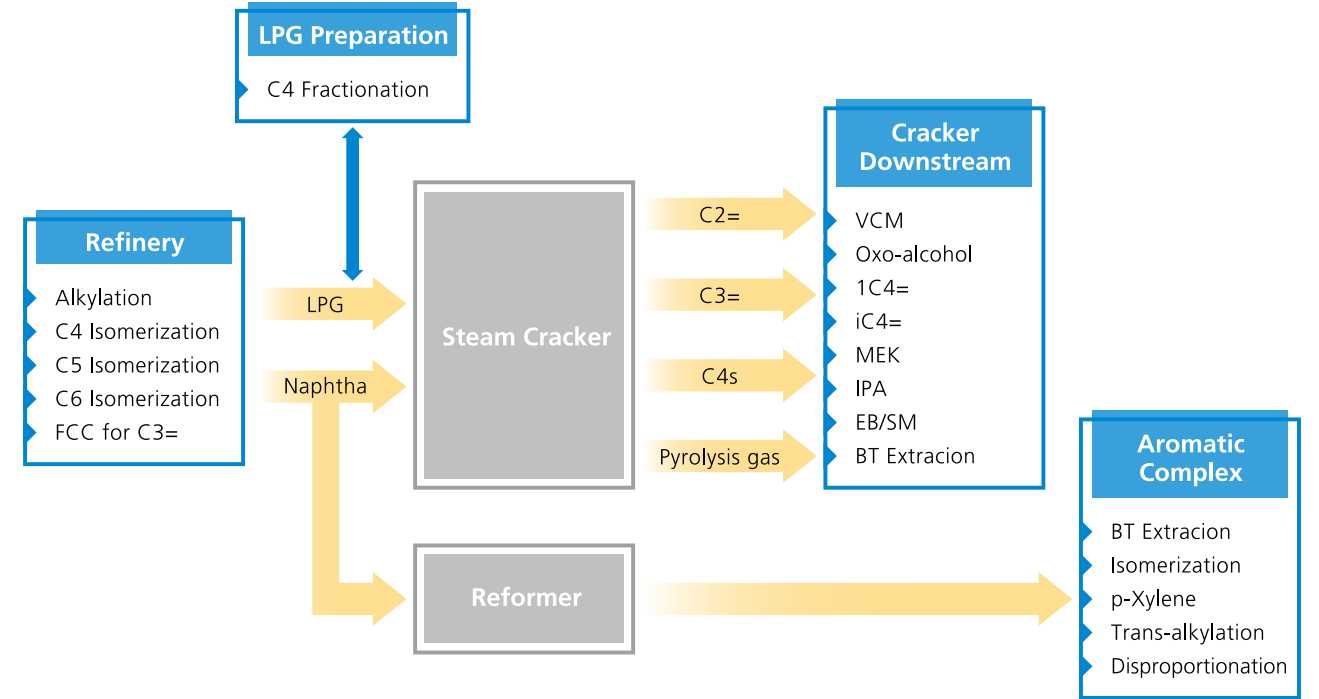 LPG Preparation
C4 Fractionation
Refinery
Alkylation
C4 Isomerization
C5 Isomerization
C6 Isomerization
FCC for C3=
LPG
Naphtha
Steam Cracker
Reformer
C2=
C3=
C4s
Pyrolysis gas
Cracker
Downstream
VCM
Oxo-alcohol
1C4=
iC4=
MEK
IPA
EB/SM
BT Extracion
Aromatic
Complex
BT Extracion
Isomerization
p-Xylene
Trans-alkylation
Disproportionation